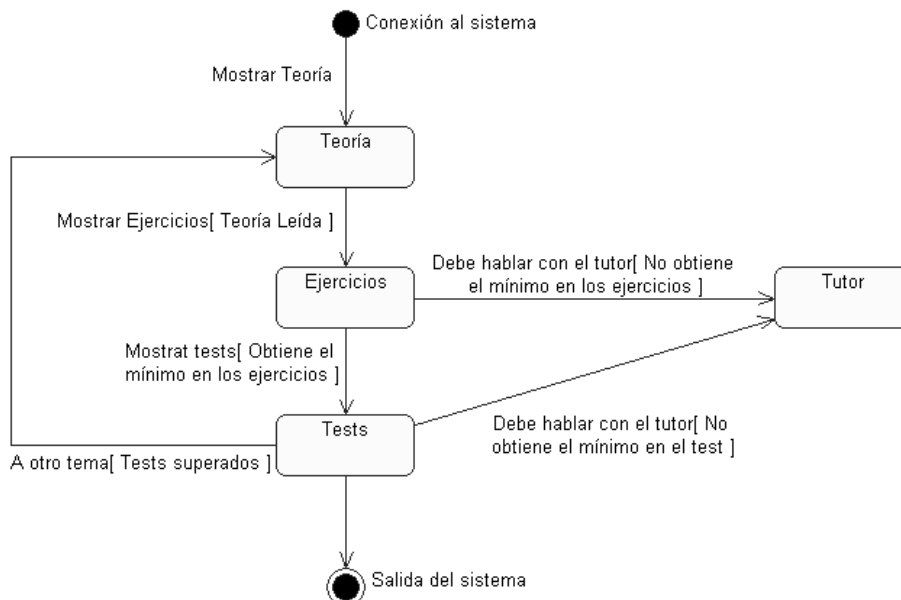 Conexión al sistema
Mostrar Teoría
Teoría
Mostrar Ejercicios[ Teoría Leída ]
Debe hablar con el tutor[ No obtiene
el mínimo en los ejercicios ]
Ejercicios
Tutor
Mostrat tests[ Obtiene el
mínimo en los ejercicios ]
Tests
Debe hablar con el tutor[ No
obtiene el mínimo en el test ]
A otro tema[ Tests superados ]
Salida del sistema